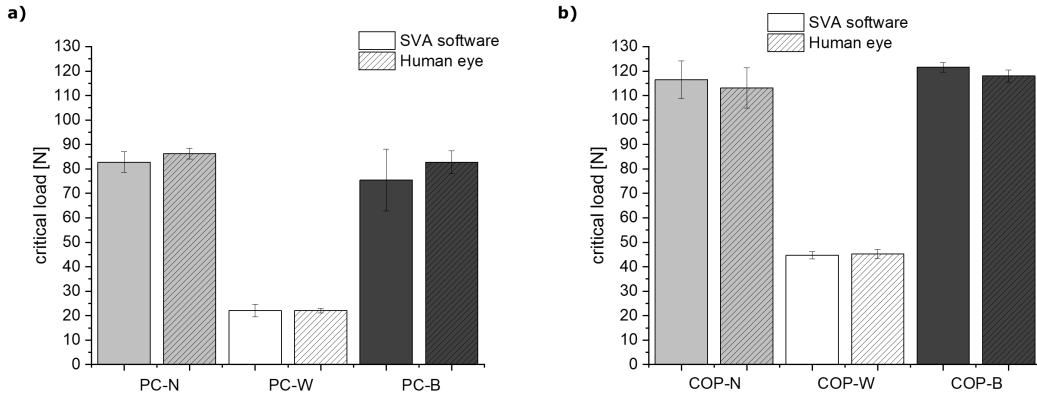 a)
SVA software
Human eye
130
120
110
100
90
80
70
60
50
40
30
20
10
0
critical load [N]
PC-N PC-W PC-B
b)
SVA software
Human eye
130
120
110
100
90
80
70
60
50
40
30
20
10
0
critical load [N]
COP-N COP-W COP-B